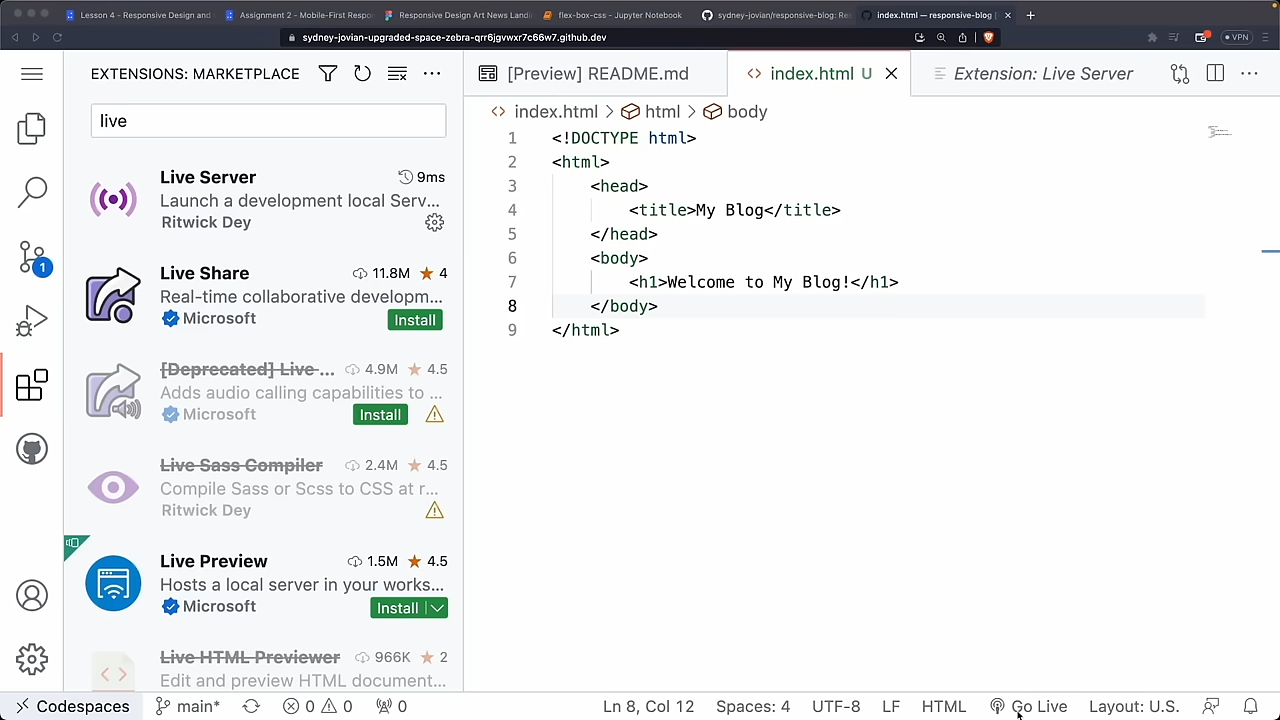 Lesson 4 - Responsive Design and
Assignment 2 - Mobile-First Respo
Responsive Design Art News Landi
flex-box-css - Jupyter Notebook
sydney-jovian/responsive-blog: Re
index.html — responsive-blog [
sydney-jovian-upgraded-space-zebra-qrr6jgvwxr7c66w7.github.dev
VPN
EXTENSIONS: MARKETPLACE
live
Live Server 9ms
Launch a development local Serv...
Ritwick Dey
Live Share 11.8M 4
Real-time collaborative developm...
Microsoft Install
[Deprecated] Live ... 4.9M 4.5
Adds audio calling capabilities to ...
Microsoft Install
Live Sass Compiler 2.4M 4.5
Compile Sass or Scss to CSS at r...
Ritwick Dey
Live Preview 1.5M 4.5
Hosts a local server in your works...
Microsoft Install
Live HTML Previewer 966K 2
Edit and preview HTML document...
[Preview] README.md
index.html U
Extension: Live Server
index.html > html > body
1 <!DOCTYPE html>
2 <html>
3 <head>
4 <title>My Blog</title>
5 </head>
6 <body>
7 <h1>Welcome to My Blog!</h1>
8 </body>
9 </html>
1
Codespaces main* 0 0 0 Ln 8, Col 12 Spaces: 4 UTF-8 LF HTML Go Live Layout: U.S.